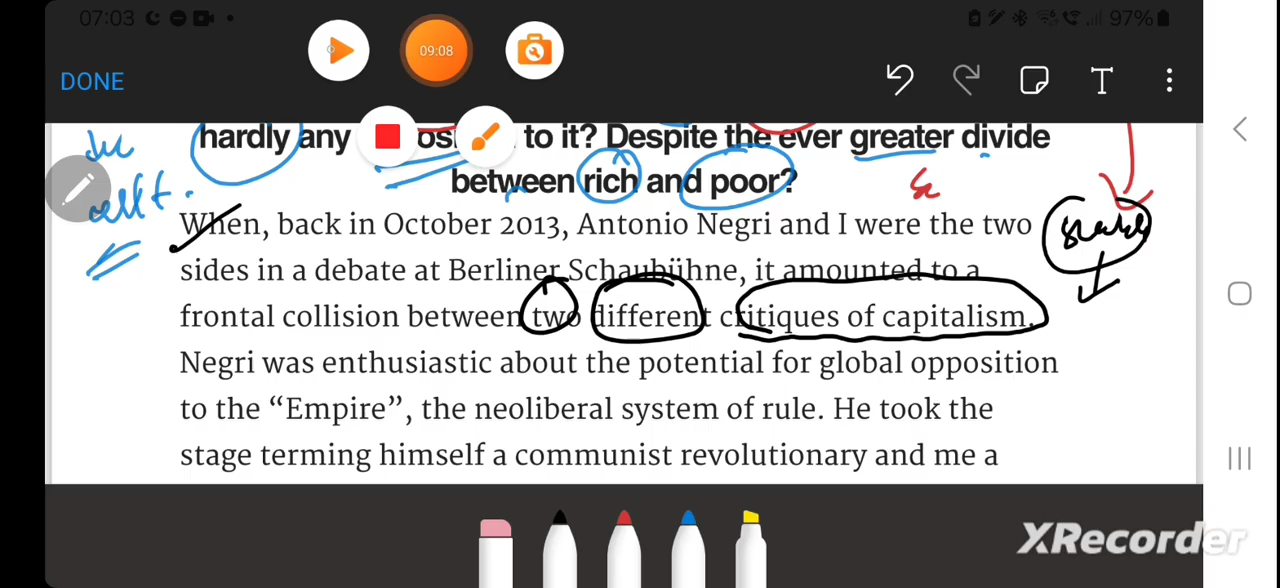 07:03
97%
09:08
DONE
T
hardly any os to it? Despite the ever greater divide
between rich and poor?
When, back in October 2013, Antonio Negri and I were the two
sides in a debate at Berliner Schaubühne, it amounted to a
frontal collision between two different critiques of capitalism.
Negri was enthusiastic about the potential for global opposition
to the “Empire”, the neoliberal system of rule. He took the
stage terming himself a communist revolutionary and me a
XRecorder